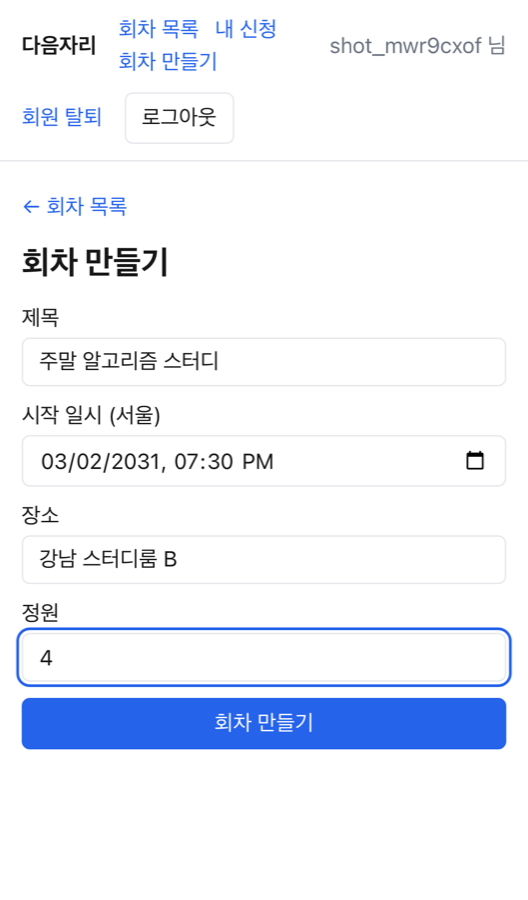 다음자리
회차 목록 내 신청
회차 만들기
shot_mwr9cxof 님
회원 탈퇴
로그아웃
← 회차 목록
회차 만들기
제목
주말 알고리즘 스터디
시작 일시 (서울)
03/02/2031, 07:30 PM
장소
강남 스터디룸 B
정원
4
회차 만들기